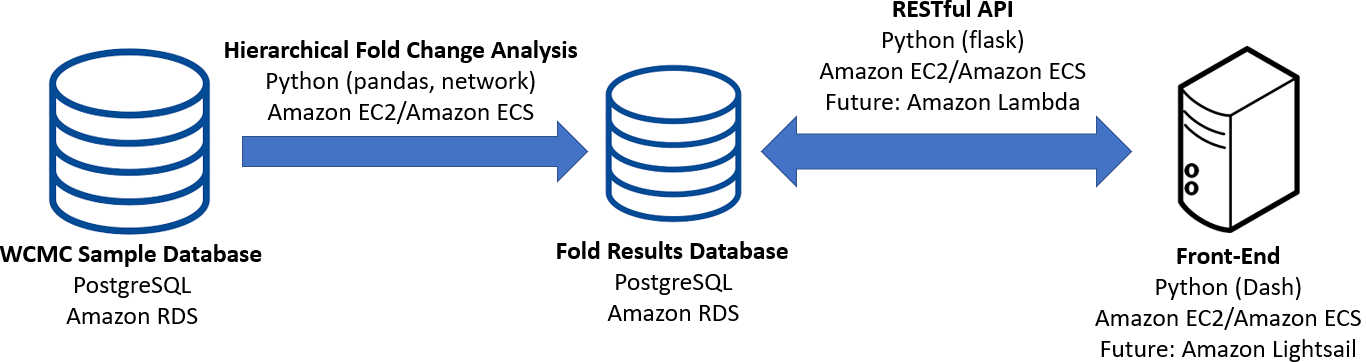 Hierarchical Fold Change Analysis
Python (pandas, network)
Amazon EC2/Amazon ECS
RESTful API
Python (flask)
Amazon EC2/Amazon ECS
Future: Amazon Lambda
WCMC Sample Database
PostgreSQL
Amazon RDS
Fold Results Database
PostgreSQL
Amazon RDS
Front-End
Python (Dash)
Amazon EC2/Amazon ECS
Future: Amazon Lightsail